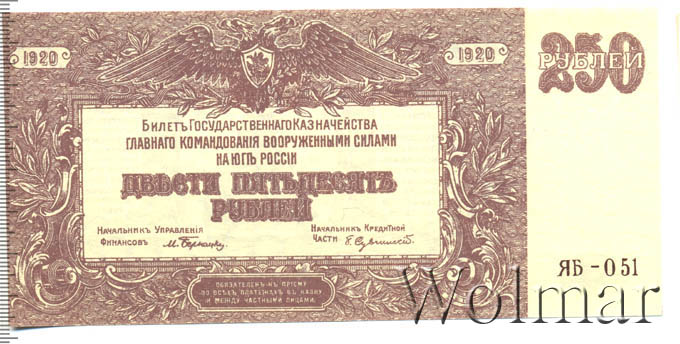 1920
1920
250
РУБЛЕЙ
БИЛЕТЪ ГОСУДАРСТВЕННАГО КАЗНАЧЕЙСТВА
ГЛАВНАГО КОМАНДОВАНІЯ ВООРУЖЕННЫМИ СИЛАМИ
НА ЮГѢ РОССІИ
ДВѢСТИ ПЯТЬДЕСЯТЪ
РУБЛЕЙ
НАЧАЛЬНИКЪ УПРАВЛЕНІЯ
ФИНАНСОВЪ
НАЧАЛЬНИКЪ КРЕДИТНОЙ
ЧАСТИ
ОБЯЗАТЕЛЕНЪ КЪ ПРІЕМУ
ВО ВСѢХЪ ПЛАТЕЖАХЪ ВЪ КАЗНУ
И МЕЖДУ ЧАСТНЫМИ ЛИЦАМИ.
ЯБ-051
Wolmar